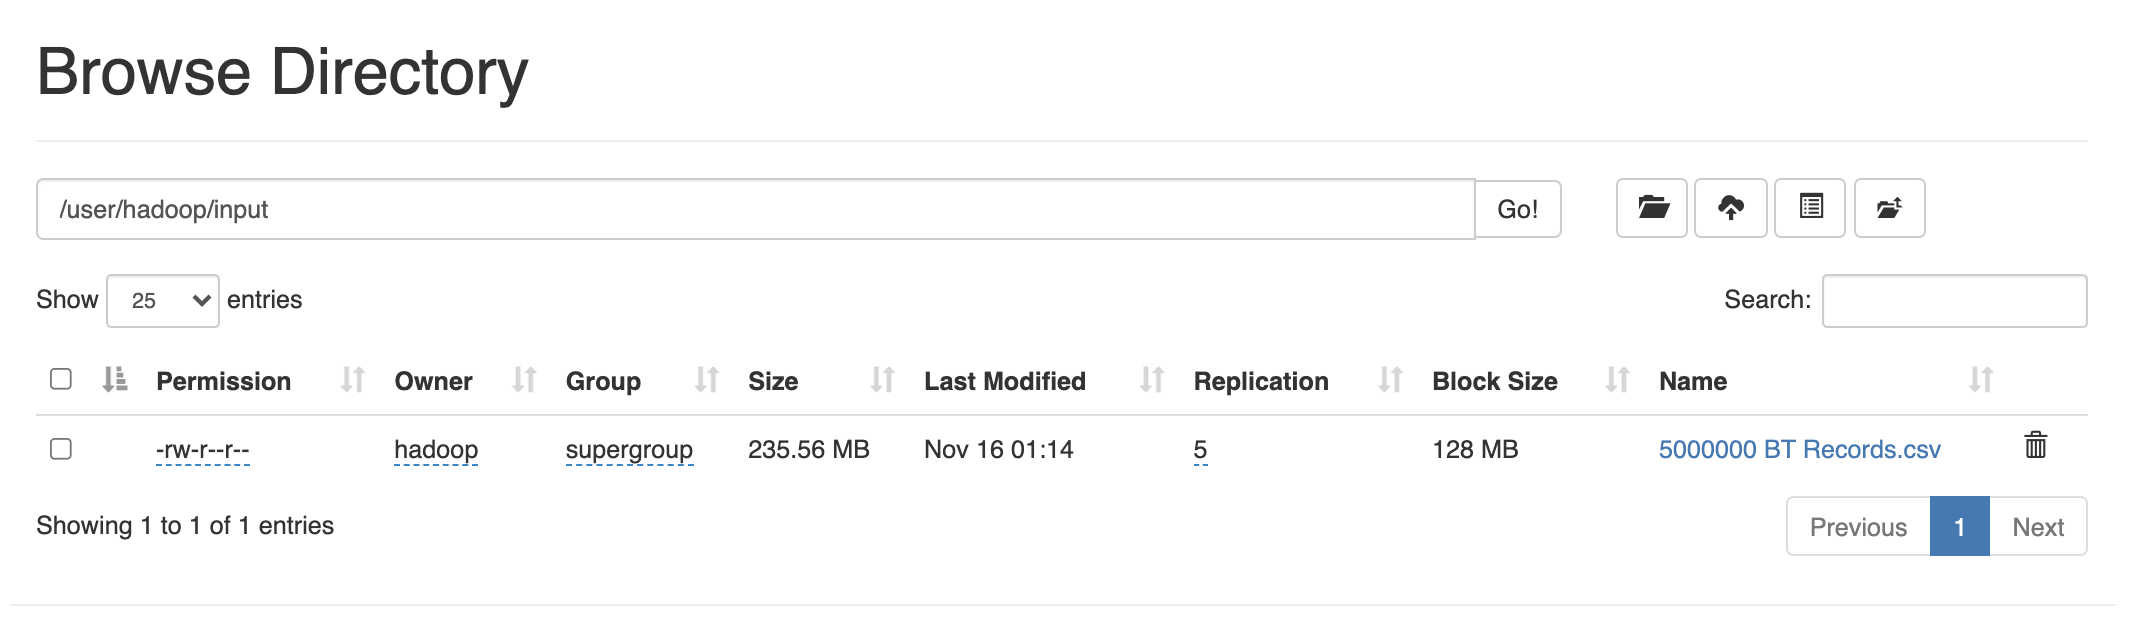 Browse Directory
/user/hadoop/input Go!
Show 25 entries Search:
Permission Owner Group Size Last Modified Replication Block Size Name
-rw-r--r-- hadoop supergroup 235.56 MB Nov 16 01:14 5 128 MB 5000000 BT Records.csv
Showing 1 to 1 of 1 entries Previous 1 Next